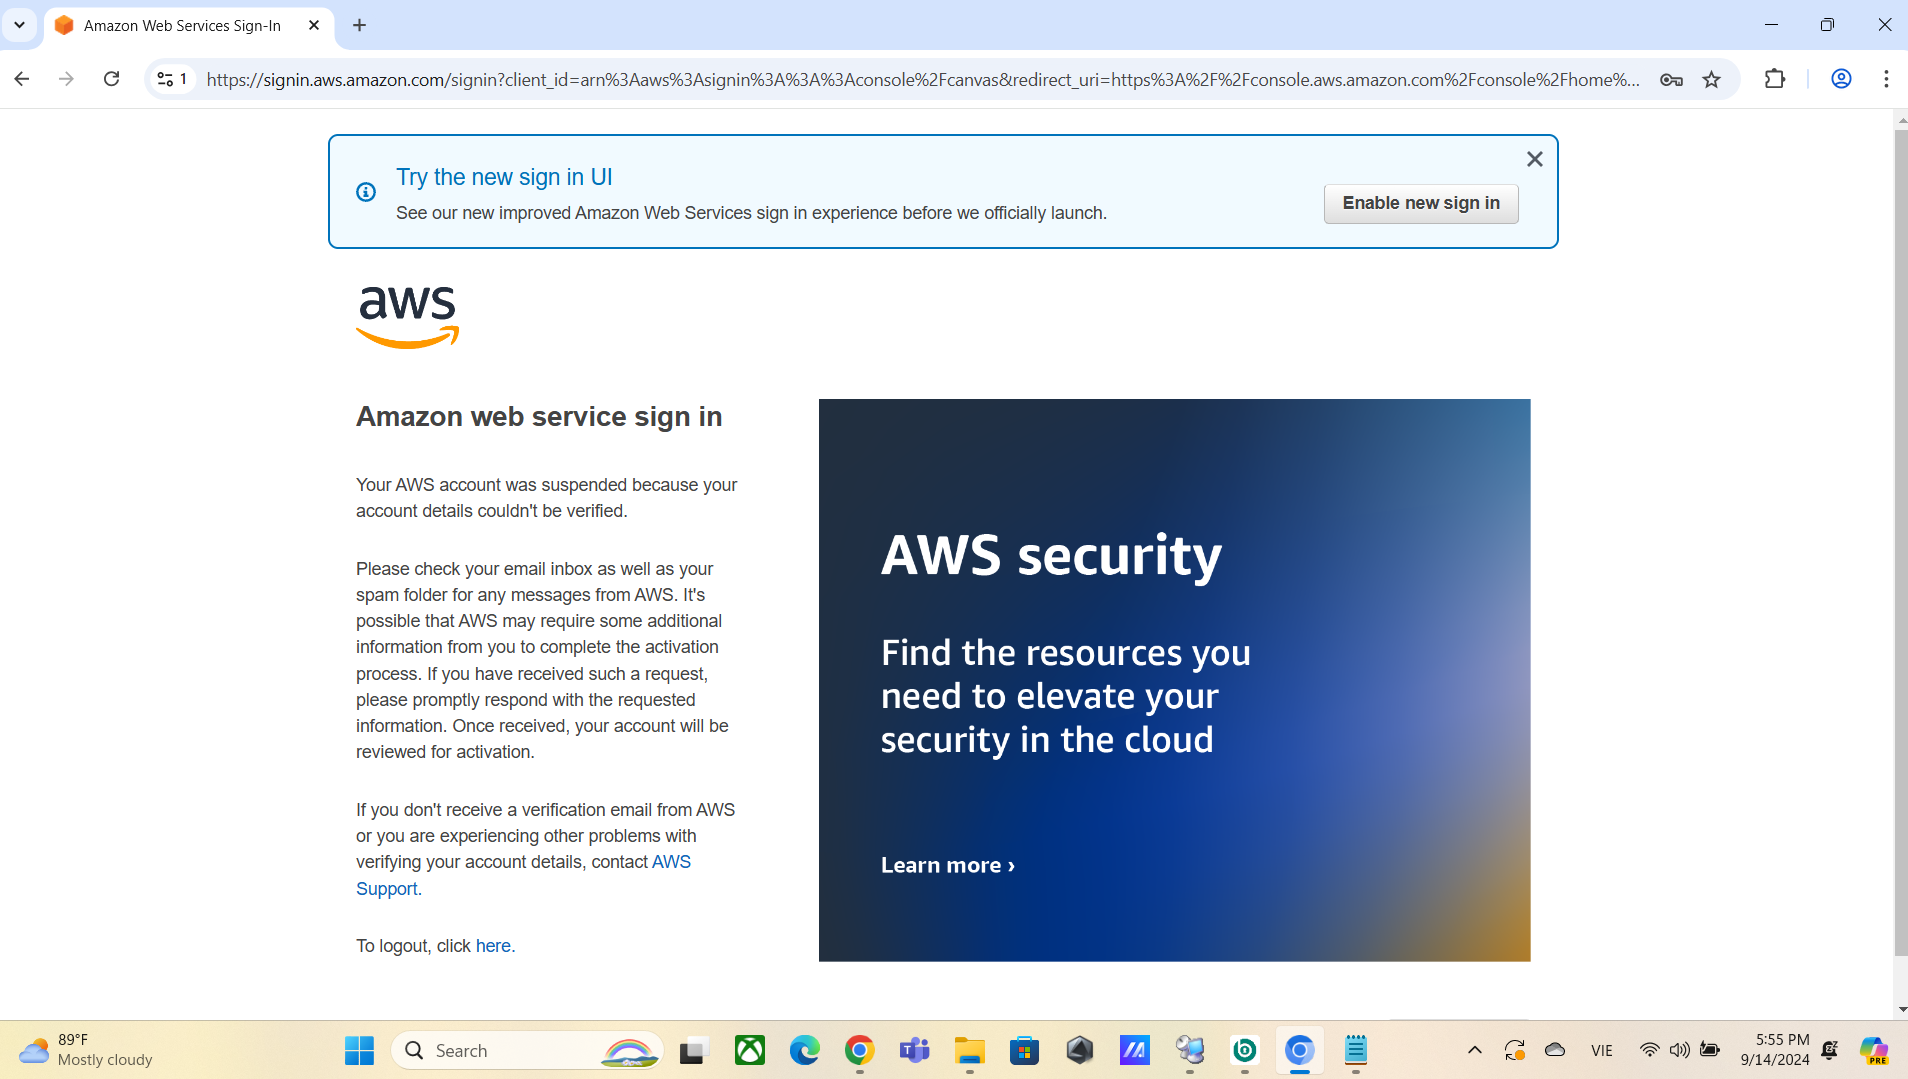 Amazon Web Services Sign-In
1
https://signin.aws.amazon.com/signin?client_id=arn%3Aaws%3Asignin%3A%3A%3Aconsole%2Fcanvas&redirect_uri=https%3A%2F%2Fconsole.aws.amazon.com%2Fconsole%2Fhome%...
Try the new sign in UI
See our new improved Amazon Web Services sign in experience before we officially launch.
Enable new sign in
aws
Amazon web service sign in
Your AWS account was suspended because your
account details couldn't be verified.
Please check your email inbox as well as your
spam folder for any messages from AWS. It's
possible that AWS may require some additional
information from you to complete the activation
process. If you have received such a request,
please promptly respond with the requested
information. Once received, your account will be
reviewed for activation.
If you don't receive a verification email from AWS
or you are experiencing other problems with
verifying your account details, contact AWS
Support.
To logout, click here.
AWS security
Find the resources you
need to elevate your
security in the cloud
Learn more ›
89°F
Mostly cloudy
Search
VIE
5:55 PM
9/14/2024
PRE